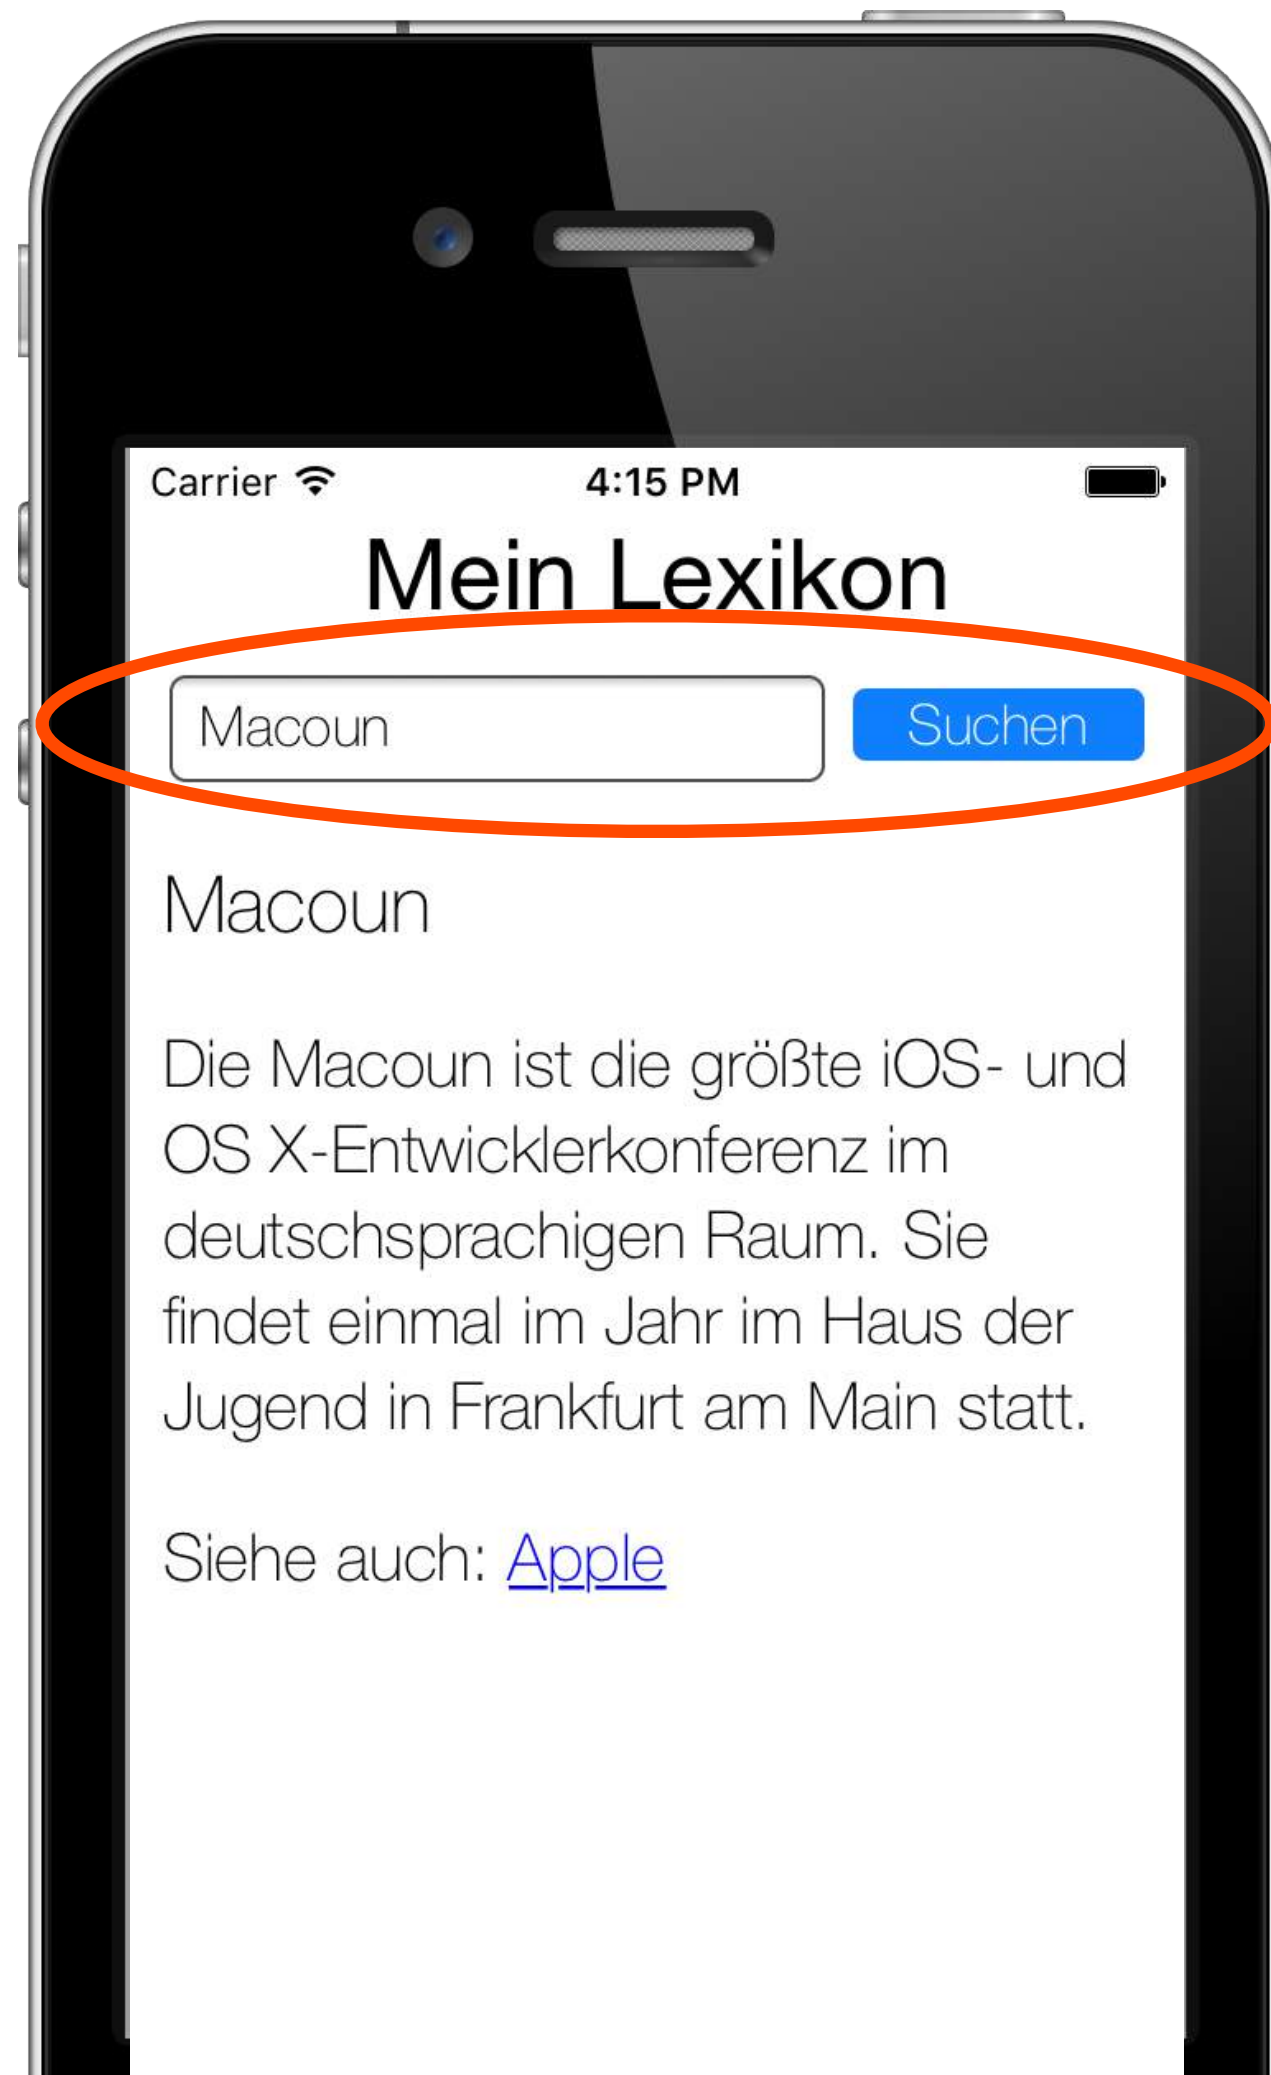 Carrier 4:15 PM
Mein Lexikon
Macoun Suchen
Macoun
Die Macoun ist die größte iOS- und
OS X-Entwicklerkonferenz im
deutschsprachigen Raum. Sie
findet einmal im Jahr im Haus der
Jugend in Frankfurt am Main statt.
Siehe auch: Apple